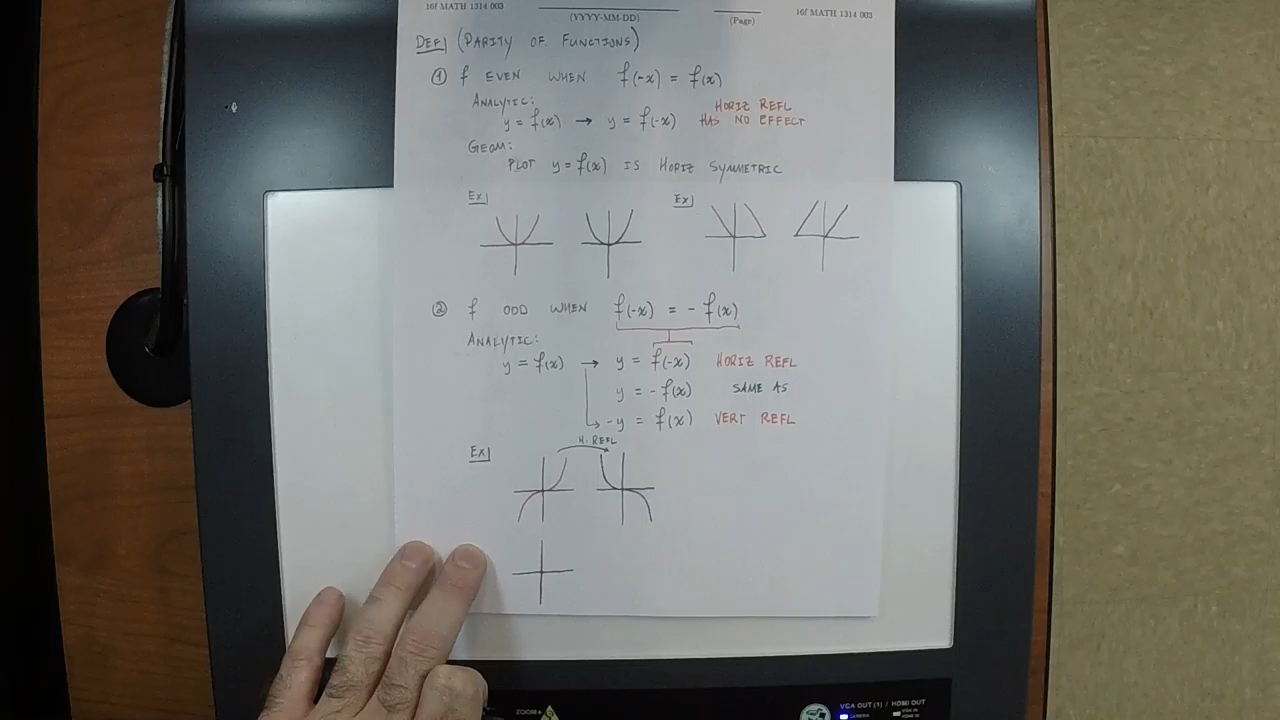 16f MATH 1314 003
(YYYY-MM-DD)
(Page)
16f MATH 1314 003
DEF (PARITY OF FUNCTIONS)
① f EVEN WHEN f(-x) = f(x)
ANALYTIC:
HORIZ REFL
y = f(x) → y = f(-x) HAS NO EFFECT
GEOM:
PLOT y = f(x) IS HORIZ SYMMETRIC
EX
EX
② f ODD WHEN f(-x) = - f(x)
ANALYTIC:
y = f(x) → y = f(-x) HORIZ REFL
y = - f(x) SAME AS
-y = f(x) VERT REFL
H. REFL
EX
ZOOM+
VGA OUT (1) / HDMI OUT